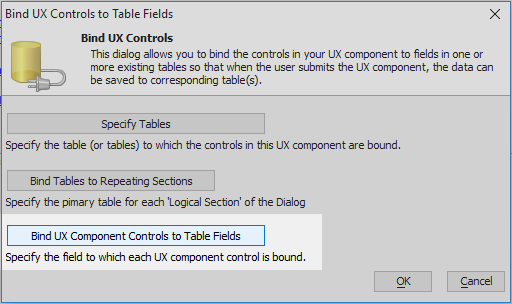 Bind UX Controls to Table Fields
Bind UX Controls
This dialog allows you to bind the controls in your UX component to fields in one or
more existing tables so that when the user submits the UX component, the data can
be saved to corresponding table(s).
Specify Tables
Specify the table (or tables) to which the controls in this UX component are bound.
Bind Tables to Repeating Sections
Specify the pimary table for each 'Logical Section' of the Dialog
Bind UX Component Controls to Table Fields
Specify the field to which each UX component control is bound.
OK
Cancel